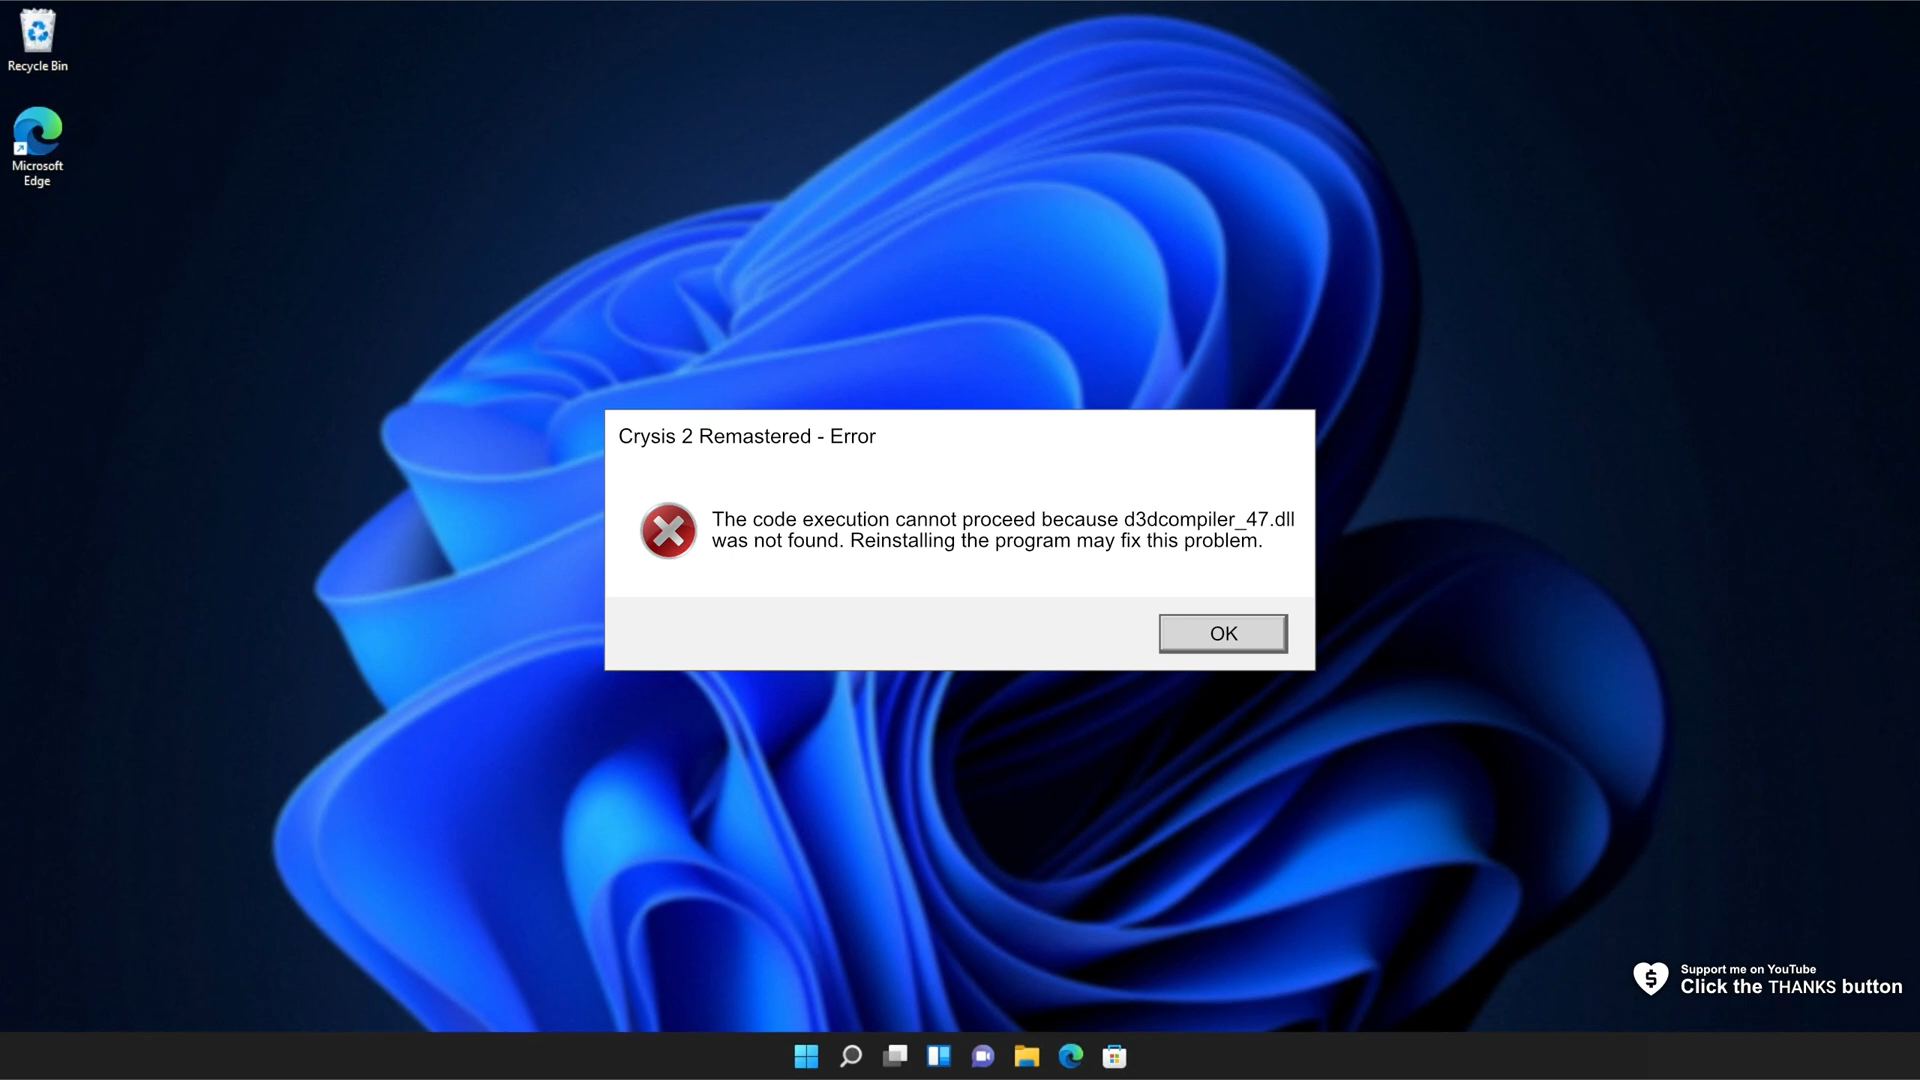 Recycle Bin
Microsoft
Edge
Crysis 2 Remastered - Error
The code execution cannot proceed because d3dcompiler_47.dll
was not found. Reinstalling the program may fix this problem.
OK
Support me on YouTube
Click the THANKS button